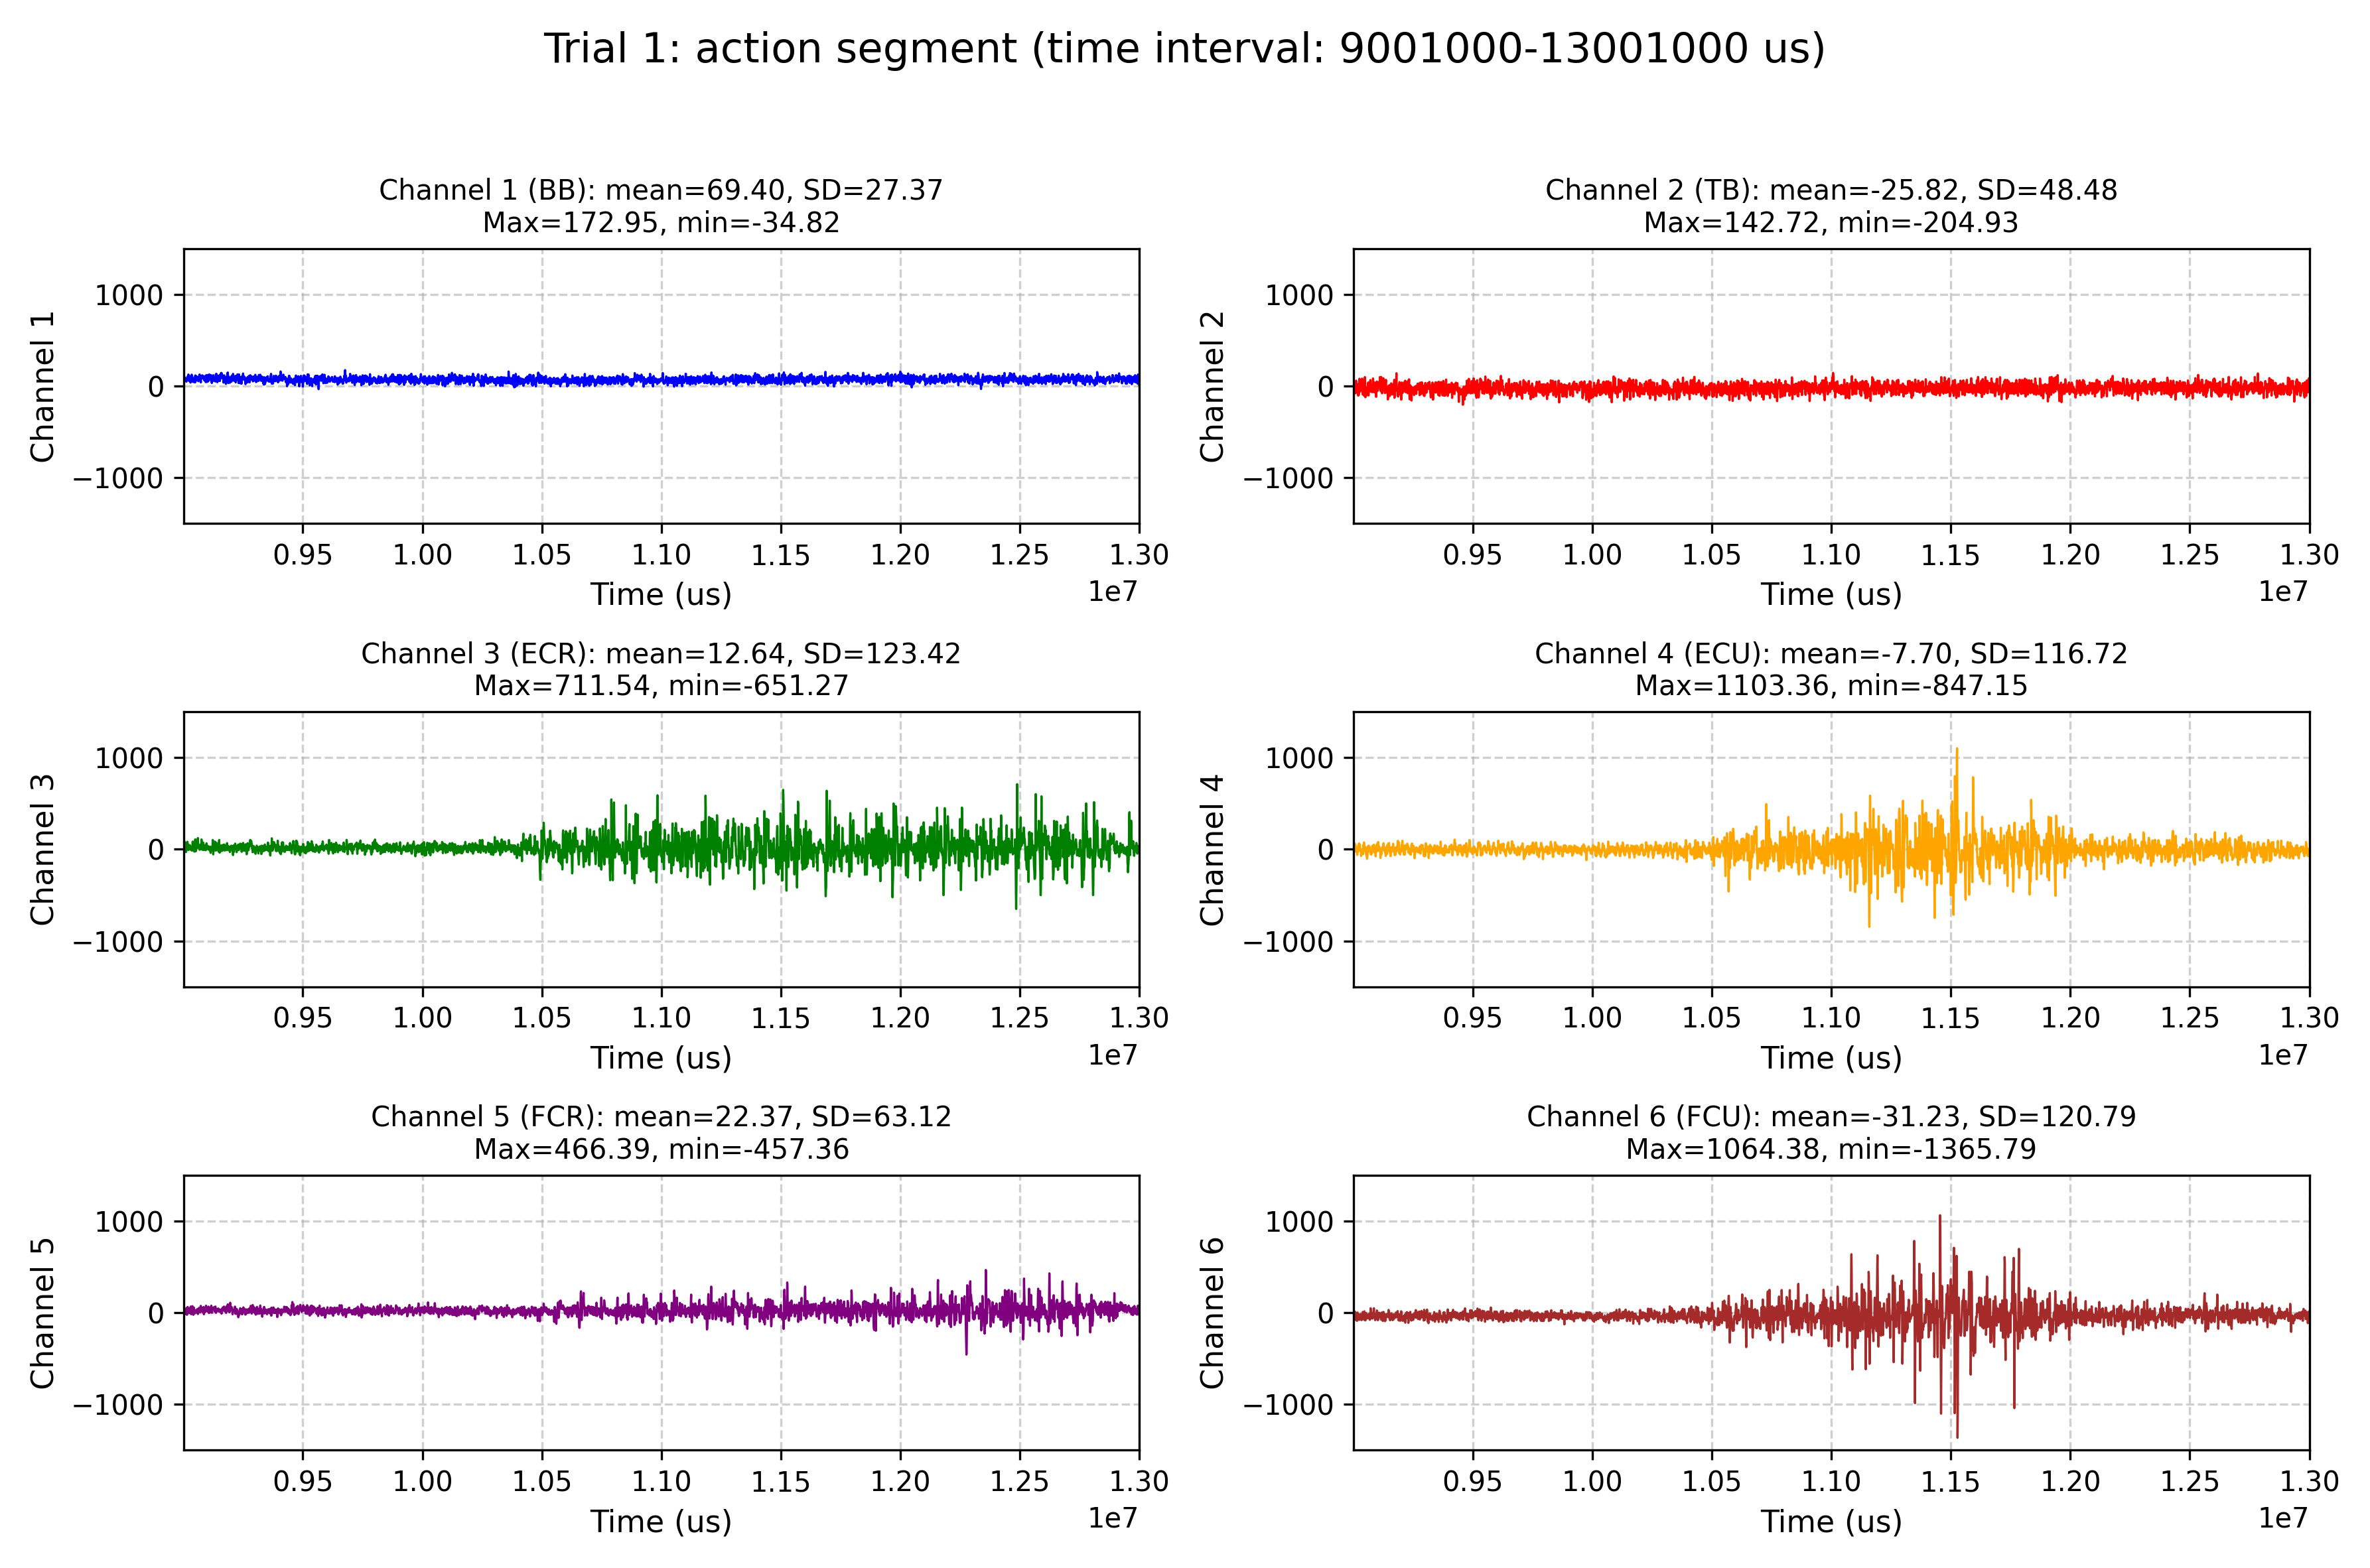 Trial 1: action segment (time interval: 9001000-13001000 us)
Channel 1 (BB): mean=69.40, SD=27.37
Max=172.95, min=-34.82
1000
0
−1000
Channel 1
0.95 1.00 1.05 1.10 1.15 1.20 1.25 1.30
1e7
Time (us)
Channel 2 (TB): mean=-25.82, SD=48.48
Max=142.72, min=-204.93
1000
0
−1000
Channel 2
0.95 1.00 1.05 1.10 1.15 1.20 1.25 1.30
1e7
Time (us)
Channel 3 (ECR): mean=12.64, SD=123.42
Max=711.54, min=-651.27
1000
0
−1000
Channel 3
0.95 1.00 1.05 1.10 1.15 1.20 1.25 1.30
1e7
Time (us)
Channel 4 (ECU): mean=-7.70, SD=116.72
Max=1103.36, min=-847.15
1000
0
−1000
Channel 4
0.95 1.00 1.05 1.10 1.15 1.20 1.25 1.30
1e7
Time (us)
Channel 5 (FCR): mean=22.37, SD=63.12
Max=466.39, min=-457.36
1000
0
−1000
Channel 5
0.95 1.00 1.05 1.10 1.15 1.20 1.25 1.30
1e7
Time (us)
Channel 6 (FCU): mean=-31.23, SD=120.79
Max=1064.38, min=-1365.79
1000
0
−1000
Channel 6
0.95 1.00 1.05 1.10 1.15 1.20 1.25 1.30
1e7
Time (us)